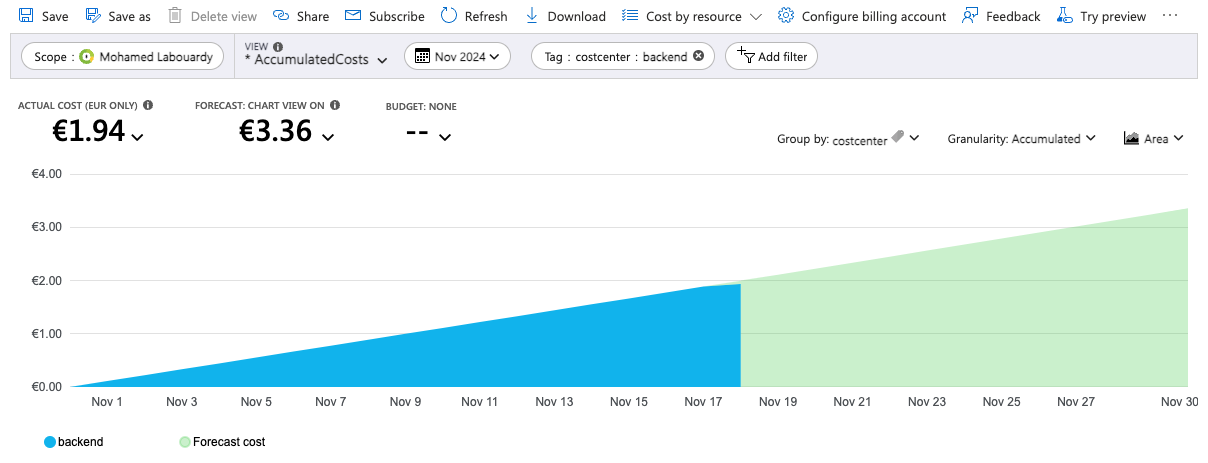 Save Save as Delete view Share Subscribe Refresh Download Cost by resource Configure billing account Feedback Try preview ···
Scope : Mohamed Labouardy
VIEW
* AccumulatedCosts
Nov 2024
Tag : costcenter : backend
Add filter
ACTUAL COST (EUR ONLY)
€1.94
FORECAST: CHART VIEW ON
€3.36
BUDGET: NONE
--
Group by: costcenter
Granularity: Accumulated
Area
€4.00
€3.00
€2.00
€1.00
€0.00
Nov 1 Nov 3 Nov 5 Nov 7 Nov 9 Nov 11 Nov 13 Nov 15 Nov 17 Nov 19 Nov 21 Nov 23 Nov 25 Nov 27 Nov 30
backend Forecast cost